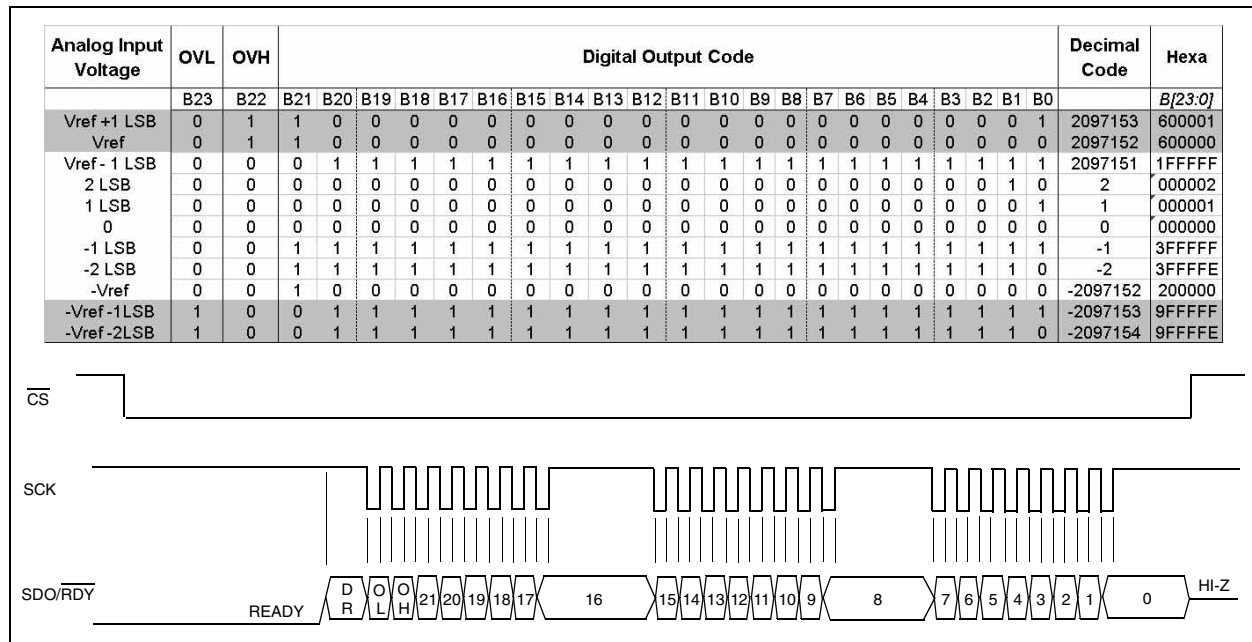 Analog Input Voltage OVL OVH Digital Output Code Decimal Code Hexa
B23 B22 B21 B20 B19 B18 B17 B16 B15 B14 B13 B12 B11 B10 B9 B8 B7 B6 B5 B4 B3 B2 B1 B0 B[23:0]
Vref +1 LSB 0 1 1 0 0 0 0 0 0 0 0 0 0 0 0 0 0 0 0 0 0 0 0 1 2097153 600001
Vref 0 1 1 0 0 0 0 0 0 0 0 0 0 0 0 0 0 0 0 0 0 0 0 0 2097152 600000
Vref - 1 LSB 0 0 0 1 1 1 1 1 1 1 1 1 1 1 1 1 1 1 1 1 1 1 1 1 2097151 1FFFFF
2 LSB 0 0 0 0 0 0 0 0 0 0 0 0 0 0 0 0 0 0 0 0 0 0 1 0 2 000002
1 LSB 0 0 0 0 0 0 0 0 0 0 0 0 0 0 0 0 0 0 0 0 0 0 0 1 1 000001
0 0 0 0 0 0 0 0 0 0 0 0 0 0 0 0 0 0 0 0 0 0 0 0 0 0 000000
-1 LSB 0 0 1 1 1 1 1 1 1 1 1 1 1 1 1 1 1 1 1 1 1 1 1 1 -1 3FFFFF
-2 LSB 0 0 1 1 1 1 1 1 1 1 1 1 1 1 1 1 1 1 1 1 1 1 1 0 -2 3FFFFE
-Vref 0 0 1 0 0 0 0 0 0 0 0 0 0 0 0 0 0 0 0 0 0 0 0 0 -2097152 200000
-Vref -1LSB 1 0 0 1 1 1 1 1 1 1 1 1 1 1 1 1 1 1 1 1 1 1 1 1 -2097153 9FFFFF
-Vref -2LSB 1 0 0 1 1 1 1 1 1 1 1 1 1 1 1 1 1 1 1 1 1 1 1 0 -2097154 9FFFFE
CS
SCK
SDO/RDY READY DR OL OH 21 20 19 18 17 16 15 14 13 12 11 10 9 8 7 6 5 4 3 2 1 0 HI-Z